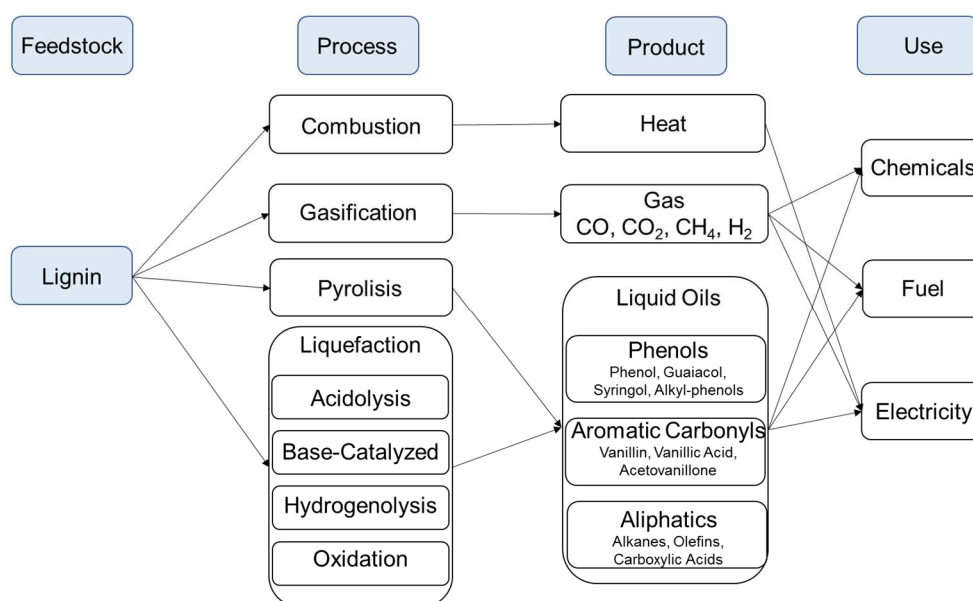 Feedstock
Process
Product
Use
Lignin
Combustion
Gasification
Pyrolisis
Liquefaction
Acidolysis
Base-Catalyzed
Hydrogenolysis
Oxidation
Heat
Gas
CO, CO₂, CH₄, H₂
Liquid Oils
Phenols
Phenol, Guaiacol,
Syringol, Alkyl-phenols
Aromatic Carbonyls
Vanillin, Vanillic Acid,
Acetovanillone
Aliphatics
Alkanes, Olefins,
Carboxylic Acids
Chemicals
Fuel
Electricity